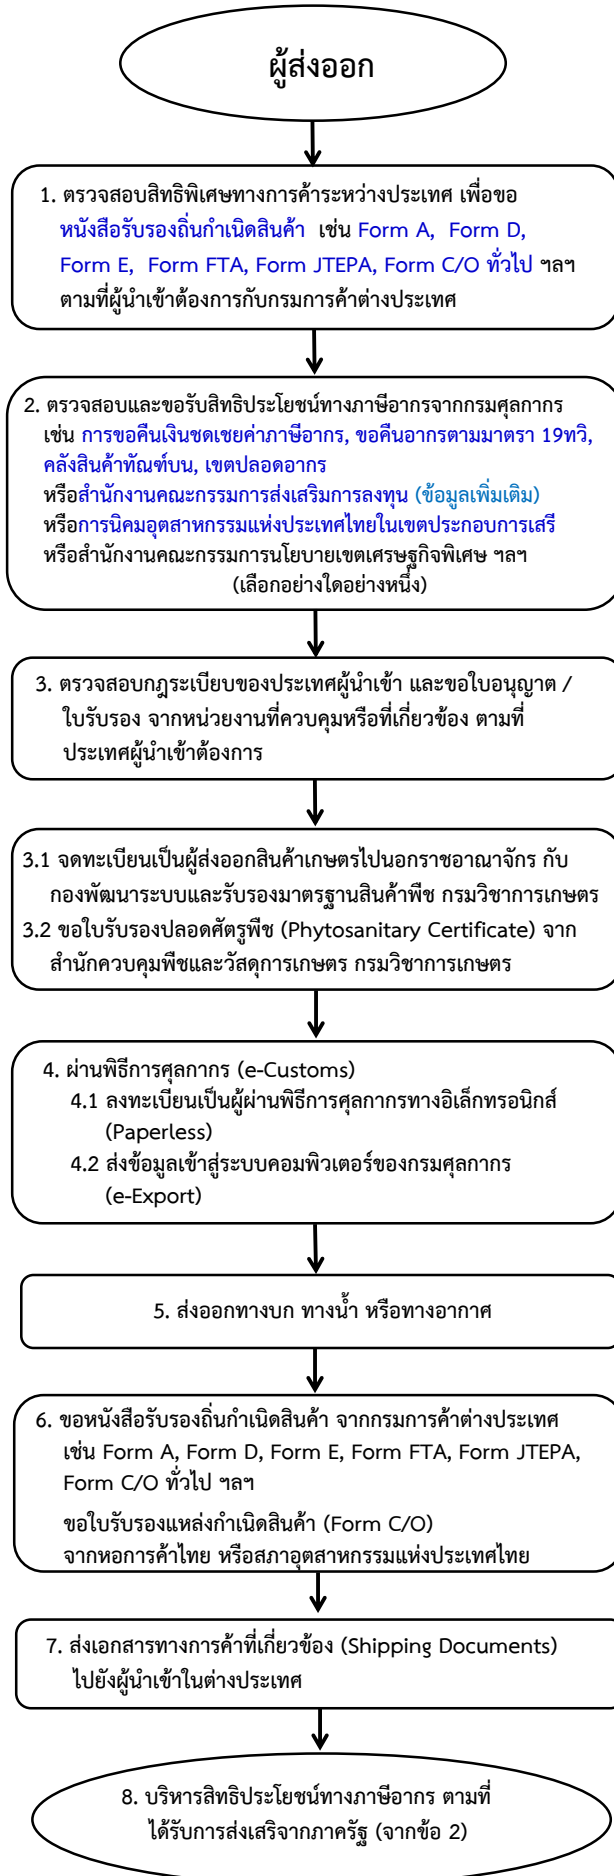 ผู้ส่งออก
1. ตรวจสอบสิทธิพิเศษทางการค้าระหว่างประเทศ เพื่อขอ
หนังสือรับรองถิ่นกำเนิดสินค้า เช่น Form A, Form D,
Form E, Form FTA, Form JTEPA, Form C/O ทั่วไป ฯลฯ
ตามที่ผู้นำเข้าต้องการกับกรมการค้าต่างประเทศ
2. ตรวจสอบและขอรับสิทธิประโยชน์ทางภาษีอากรจากกรมศุลกากร
เช่น การขอคืนเงินชดเชยค่าภาษีอากร, ขอคืนอากรตามมาตรา 19ทวิ,
คลังสินค้าทัณฑ์บน, เขตปลอดอากร
หรือสำนักงานคณะกรรมการส่งเสริมการลงทุน (ข้อมูลเพิ่มเติม)
หรือการนิคมอุตสาหกรรมแห่งประเทศไทยในเขตประกอบการเสรี
หรือสำนักงานคณะกรรมการนโยบายเขตเศรษฐกิจพิเศษ ฯลฯ
(เลือกอย่างใดอย่างหนึ่ง)
3. ตรวจสอบกฎระเบียบของประเทศผู้นำเข้า และขอใบอนุญาต /
ใบรับรอง จากหน่วยงานที่ควบคุมหรือที่เกี่ยวข้อง ตามที่
ประเทศผู้นำเข้าต้องการ
3.1 จดทะเบียนเป็นผู้ส่งออกสินค้าเกษตรไปนอกราชอาณาจักร กับ
กองพัฒนาระบบและรับรองมาตรฐานสินค้าพืช กรมวิชาการเกษตร
3.2 ขอใบรับรองปลอดศัตรูพืช (Phytosanitary Certificate) จาก
สำนักควบคุมพืชและวัสดุการเกษตร กรมวิชาการเกษตร
4. ผ่านพิธีการศุลกากร (e-Customs)
4.1 ลงทะเบียนเป็นผู้ผ่านพิธีการศุลกากรทางอิเล็กทรอนิกส์
(Paperless)
4.2 ส่งข้อมูลเข้าสู่ระบบคอมพิวเตอร์ของกรมศุลกากร
(e-Export)
5. ส่งออกทางบก ทางน้ำ หรือทางอากาศ
6. ขอหนังสือรับรองถิ่นกำเนิดสินค้า จากกรมการค้าต่างประเทศ
เช่น Form A, Form D, Form E, Form FTA, Form JTEPA,
Form C/O ทั่วไป ฯลฯ
ขอใบรับรองแหล่งกำเนิดสินค้า (Form C/O)
จากหอการค้าไทย หรือสภาอุตสาหกรรมแห่งประเทศไทย
7. ส่งเอกสารทางการค้าที่เกี่ยวข้อง (Shipping Documents)
ไปยังผู้นำเข้าในต่างประเทศ
8. บริหารสิทธิประโยชน์ทางภาษีอากร ตามที่
ได้รับการส่งเสริจากภาครัฐ (จากข้อ 2)